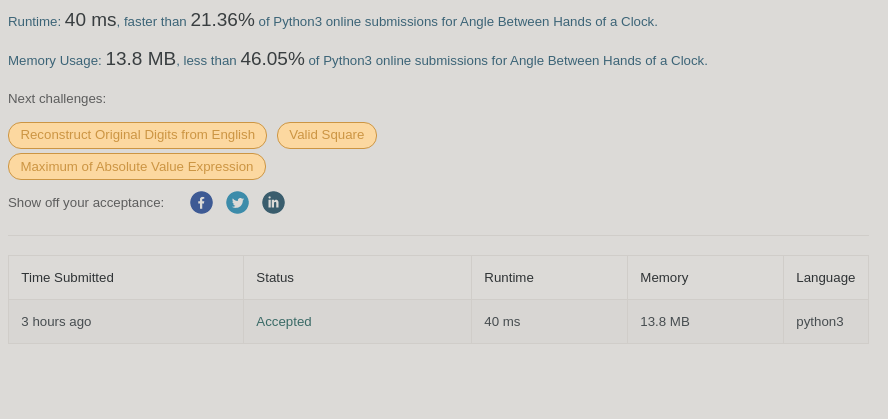 Runtime: 40 ms, faster than 21.36% of Python3 online submissions for Angle Between Hands of a Clock.
Memory Usage: 13.8 MB, less than 46.05% of Python3 online submissions for Angle Between Hands of a Clock.
Next challenges:
Reconstruct Original Digits from English Valid Square
Maximum of Absolute Value Expression
Show off your acceptance:
Time Submitted Status Runtime Memory Language
3 hours ago Accepted 40 ms 13.8 MB python3